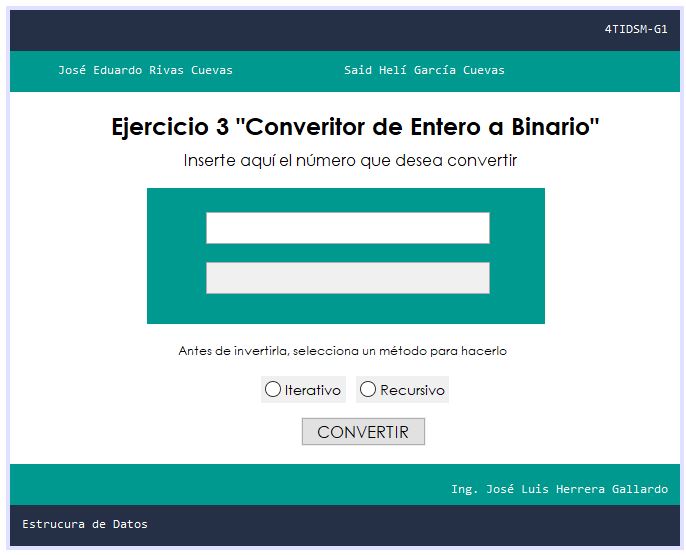 4TIDSM-G1
José Eduardo Rivas Cuevas
Said Helí García Cuevas
Ejercicio 3 "Converitor de Entero a Binario"
Inserte aquí el número que desea convertir
Antes de invertirla, selecciona un método para hacerlo
Iterativo
Recursivo
CONVERTIR
Ing. José Luis Herrera Gallardo
Estrucura de Datos